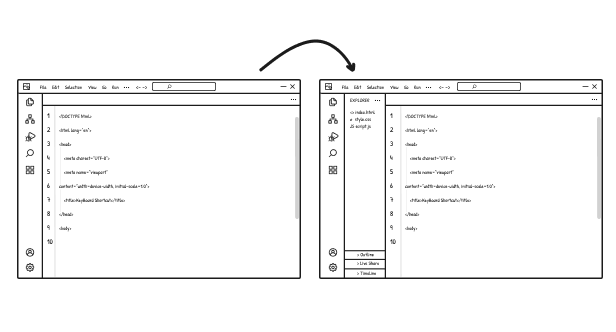 File Edit Selection View Go Run ... <- ->
1 <!DOCTYPE html>
2 <html lang="en">
3 <head>
4 <meta charset="UTF-8">
5 <meta name="viewport"
6 content="width=device-width, initial-scale=1.0">
7 <title>KeyBoard Shortcuts</title>
8 </head>
9 <body>
10
File Edit Selection View Go Run ... <- ->
EXPLORER ...
<> index.html
# style.css
JS script.js
> Outline
> Live Share
> TimeLine
1 <!DOCTYPE html>
2 <html lang="en">
3 <head>
4 <meta charset="UTF-8">
5 <meta name="viewport"
6 content="width=device-width, initial-scale=1.0">
7 <title>KeyBoard Shortcuts</title>
8 </head>
9 <body>
10